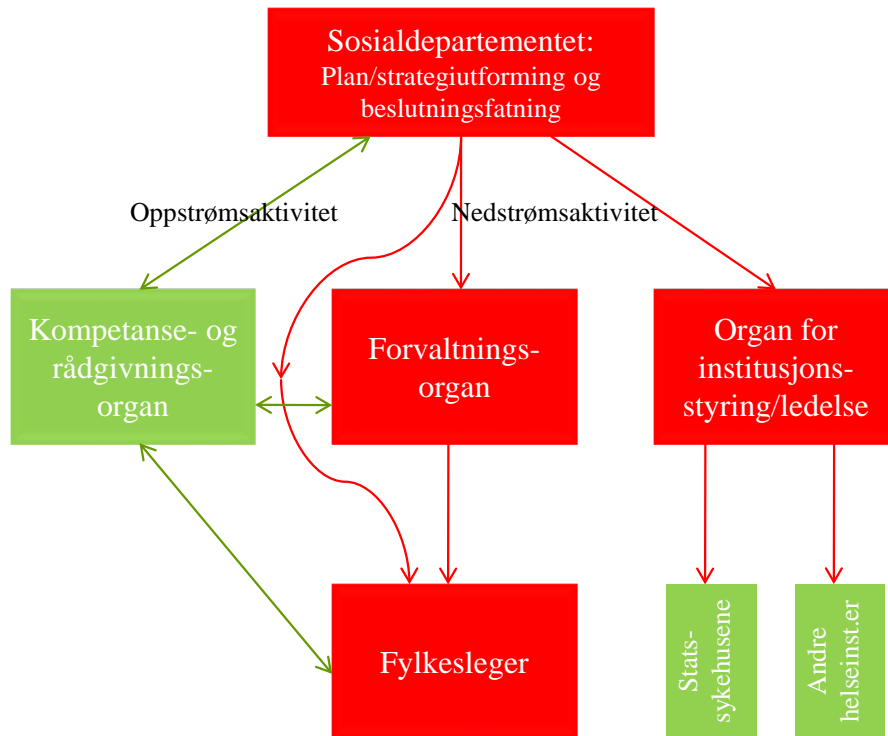 Sosialdepartementet:
Plan/strategiutforming og
beslutningsfatning
Oppstrømsaktivitet
Nedstrømsaktivitet
Kompetanse- og
rådgivnings-
organ
Forvaltnings-
organ
Organ for
institusjons-
styring/ledelse
Fylkesleger
Stats-
sykehusene
Andre
helseinst.er